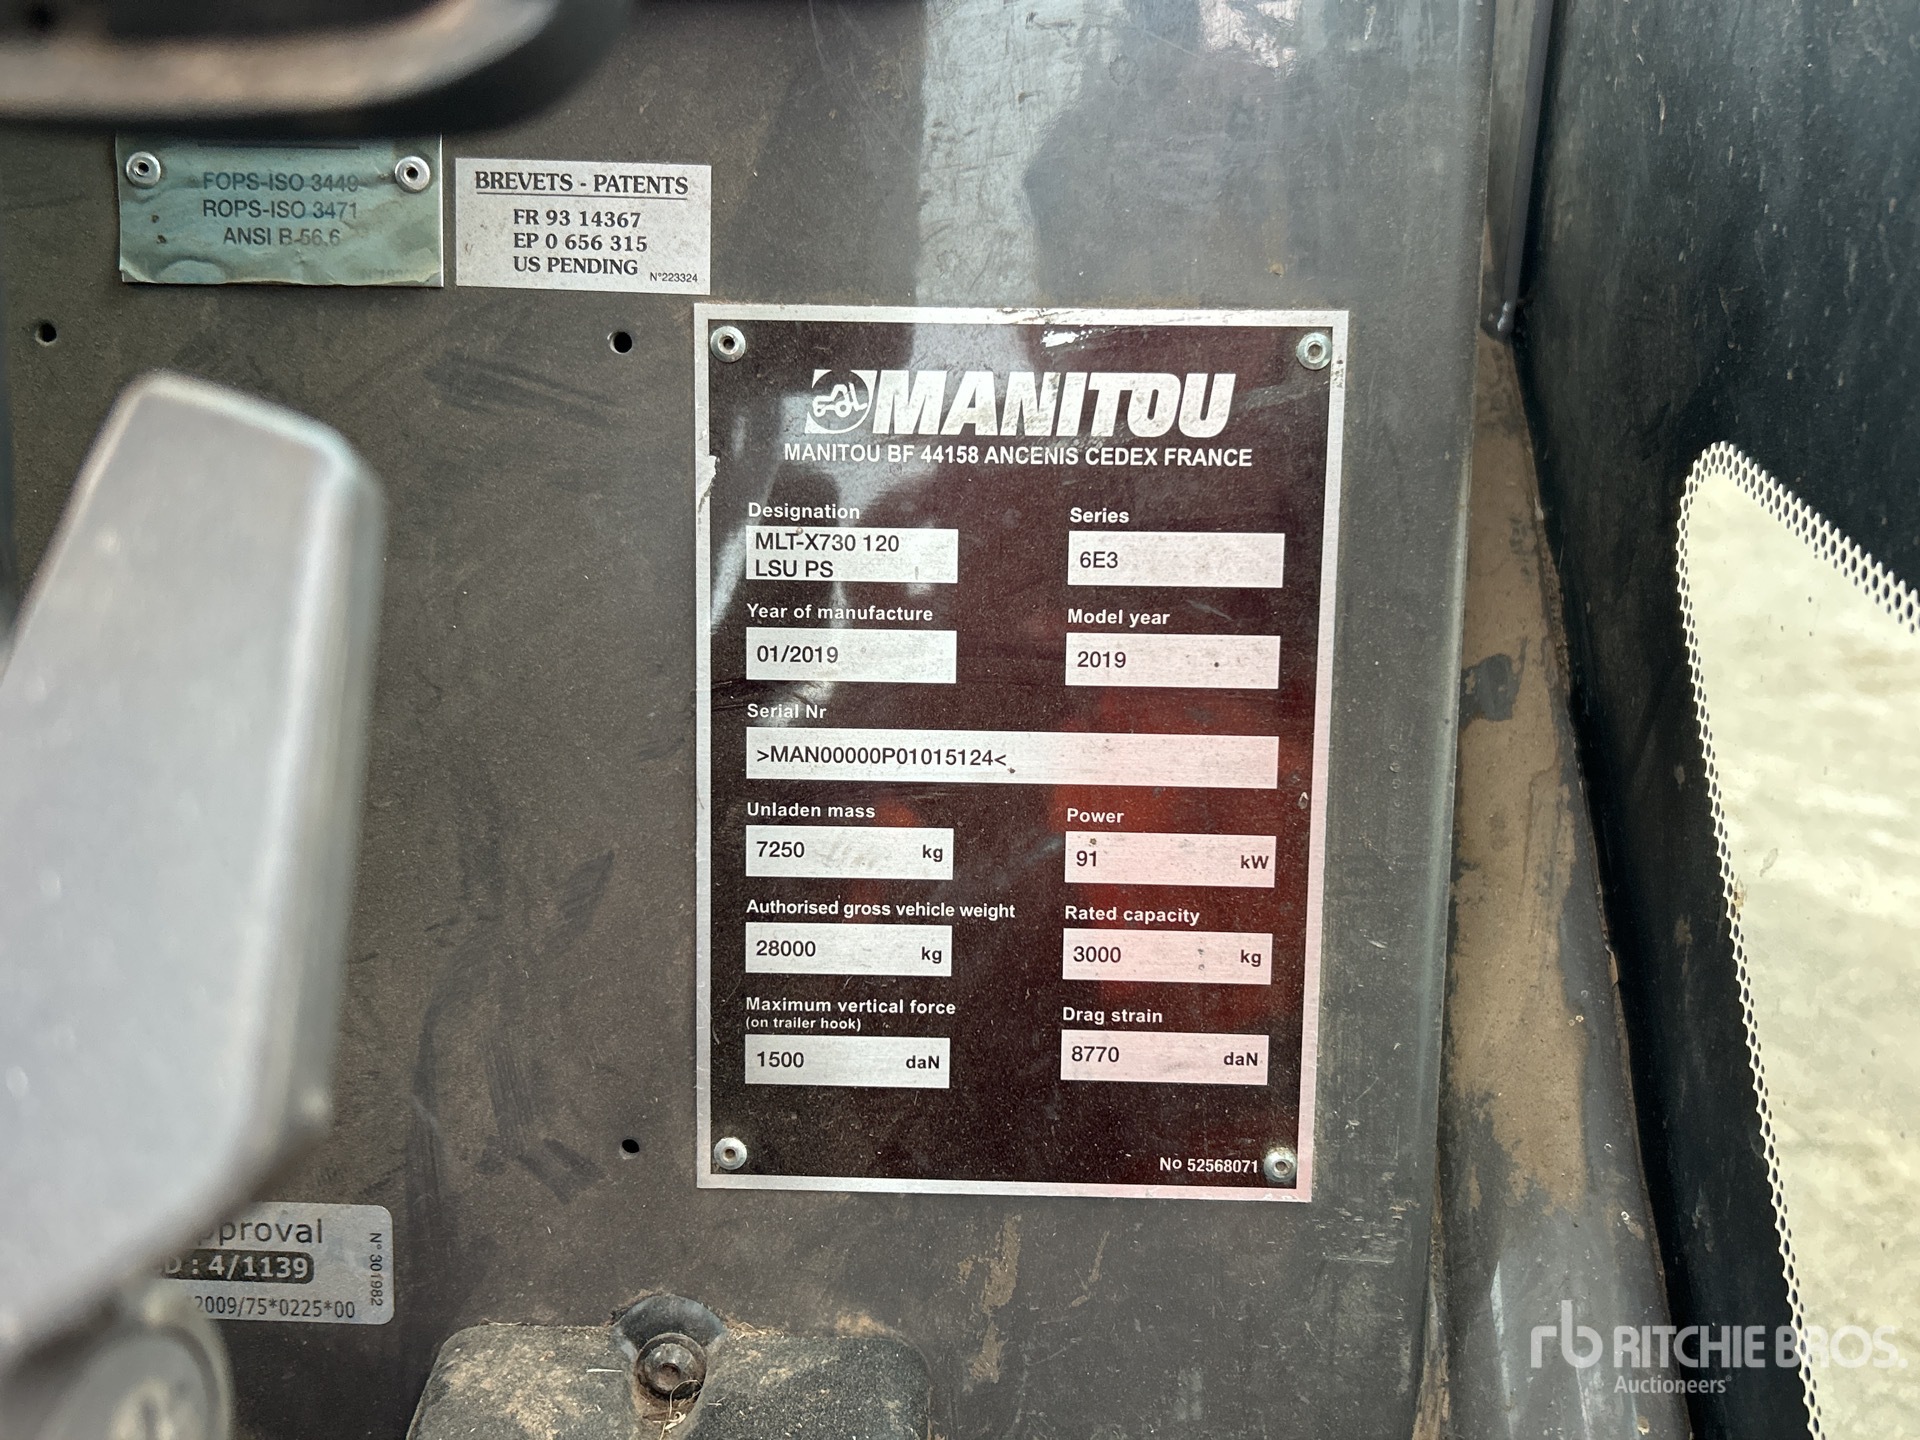 FOPS-ISO 3449
ROPS-ISO 3471
ANSI B-56.6
BREVETS - PATENTS
FR 93 14367
EP 0 656 315
US PENDING
N°223324
MANITOU
MANITOU BF 44158 ANCENIS CEDEX FRANCE
Designation
MLT-X730 120
LSU PS
Series
6E3
Year of manufacture
01/2019
Model year
2019
Serial Nr
>MAN00000P01015124<
Unladen mass
7250 kg
Power
91 kW
Authorised gross vehicle weight
28000 kg
Rated capacity
3000 kg
Maximum vertical force
(on trailer hook)
1500 daN
Drag strain
8770 daN
No 52568071
: 4/1139
2009/75*0225*00
N° 301982
rb RITCHIE BROS.
Auctioneers